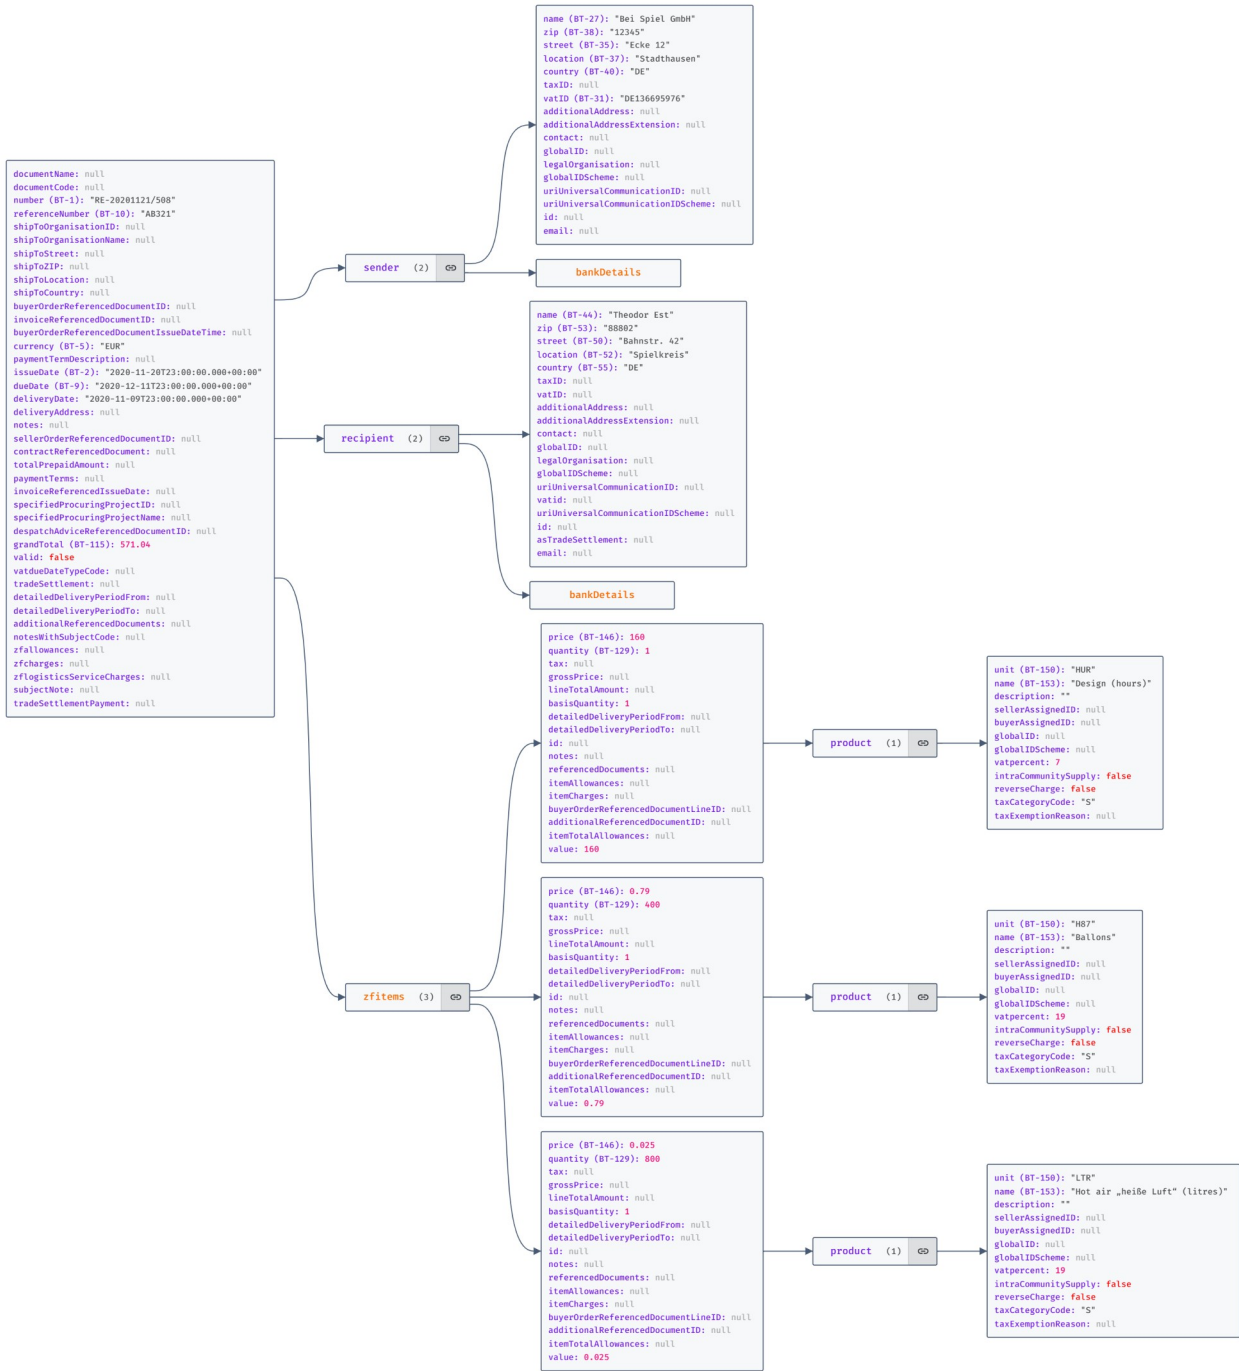 documentName: null
documentCode: null
number (BT-1): "RE-20201121/508"
referenceNumber (BT-10): "AB321"
shipToOrganisationID: null
shipToOrganisationName: null
shipToStreet: null
shipToZIP: null
shipToLocation: null
shipToCountry: null
buyerOrderReferencedDocumentID: null
invoiceReferencedDocumentID: null
buyerOrderReferencedDocumentIssueDateTime: null
currency (BT-5): "EUR"
paymentTermDescription: null
issueDate (BT-2): "2020-11-20T23:00:00.000+00:00"
dueDate (BT-9): "2020-12-11T23:00:00.000+00:00"
deliveryDate: "2020-11-09T23:00:00.000+00:00"
deliveryAddress: null
notes: null
sellerOrderReferencedDocumentID: null
contractReferencedDocument: null
totalPrepaidAmount: null
paymentTerms: null
invoiceReferencedIssueDate: null
specifiedProcuringProjectID: null
specifiedProcuringProjectName: null
despatchAdviceReferencedDocumentID: null
grandTotal (BT-115): 571.04
valid: false
vatdueDateTypeCode: null
tradeSettlement: null
detailedDeliveryPeriodFrom: null
detailedDeliveryPeriodTo: null
additionalReferencedDocuments: null
notesWithSubjectCode: null
zfallowances: null
zfcharges: null
zflogisticsServiceCharges: null
subjectNote: null
tradeSettlementPayment: null
sender (2)
name (BT-27): "Bei Spiel GmbH"
zip (BT-38): "12345"
street (BT-35): "Ecke 12"
location (BT-37): "Stadthausen"
country (BT-40): "DE"
taxID: null
vatID (BT-31): "DE136695976"
additionalAddress: null
additionalAddressExtension: null
contact: null
globalID: null
legalOrganisation: null
globalIDScheme: null
uriUniversalCommunicationID: null
uriUniversalCommunicationIDScheme: null
id: null
email: null
bankDetails
recipient (2)
name (BT-44): "Theodor Est"
zip (BT-53): "88802"
street (BT-50): "Bahnstr. 42"
location (BT-52): "Spielkreis"
country (BT-55): "DE"
taxID: null
vatID: null
additionalAddress: null
additionalAddressExtension: null
contact: null
globalID: null
legalOrganisation: null
globalIDScheme: null
uriUniversalCommunicationID: null
vatid: null
uriUniversalCommunicationIDScheme: null
id: null
asTradeSettlement: null
email: null
bankDetails
zfitems (3)
price (BT-146): 160
quantity (BT-129): 1
tax: null
grossPrice: null
lineTotalAmount: null
basisQuantity: 1
detailedDeliveryPeriodFrom: null
detailedDeliveryPeriodTo: null
id: null
notes: null
referencedDocuments: null
itemAllowances: null
itemCharges: null
buyerOrderReferencedDocumentLineID: null
additionalReferencedDocumentID: null
itemTotalAllowances: null
value: 160
product (1)
unit (BT-150): "HUR"
name (BT-153): "Design (hours)"
description: ""
sellerAssignedID: null
buyerAssignedID: null
globalID: null
globalIDScheme: null
vatpercent: 7
intraCommunitySupply: false
reverseCharge: false
taxCategoryCode: "S"
taxExemptionReason: null
price (BT-146): 0.79
quantity (BT-129): 400
tax: null
grossPrice: null
lineTotalAmount: null
basisQuantity: 1
detailedDeliveryPeriodFrom: null
detailedDeliveryPeriodTo: null
id: null
notes: null
referencedDocuments: null
itemAllowances: null
itemCharges: null
buyerOrderReferencedDocumentLineID: null
additionalReferencedDocumentID: null
itemTotalAllowances: null
value: 0.79
product (1)
unit (BT-150): "H87"
name (BT-153): "Ballons"
description: ""
sellerAssignedID: null
buyerAssignedID: null
globalID: null
globalIDScheme: null
vatpercent: 19
intraCommunitySupply: false
reverseCharge: false
taxCategoryCode: "S"
taxExemptionReason: null
price (BT-146): 0.025
quantity (BT-129): 800
tax: null
grossPrice: null
lineTotalAmount: null
basisQuantity: 1
detailedDeliveryPeriodFrom: null
detailedDeliveryPeriodTo: null
id: null
notes: null
referencedDocuments: null
itemAllowances: null
itemCharges: null
buyerOrderReferencedDocumentLineID: null
additionalReferencedDocumentID: null
itemTotalAllowances: null
value: 0.025
product (1)
unit (BT-150): "LTR"
name (BT-153): "Hot air „heiße Luft“ (litres)"
description: ""
sellerAssignedID: null
buyerAssignedID: null
globalID: null
globalIDScheme: null
vatpercent: 19
intraCommunitySupply: false
reverseCharge: false
taxCategoryCode: "S"
taxExemptionReason: null